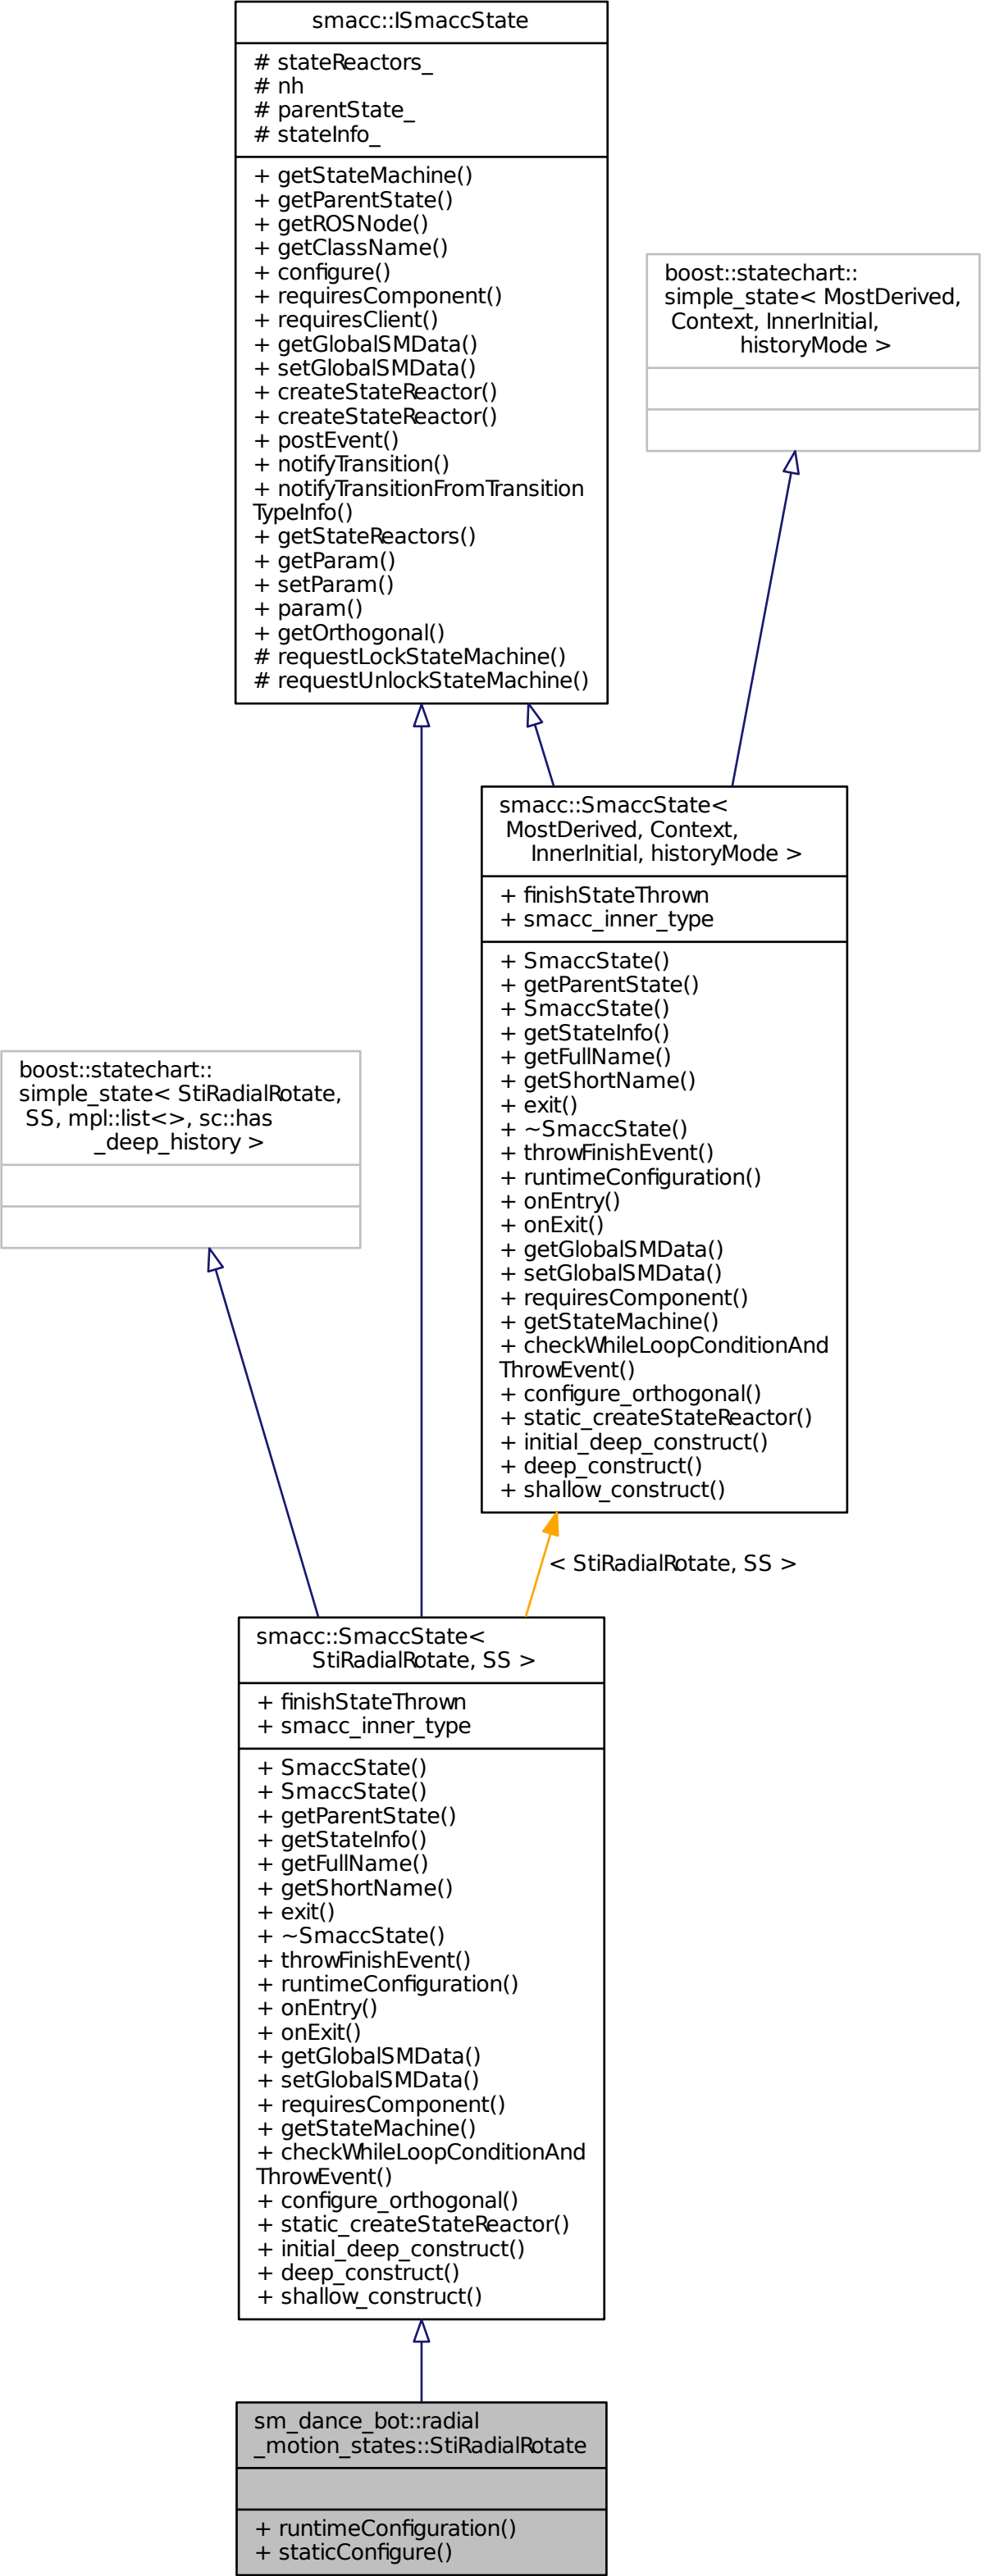 smacc::ISmaccState
# stateReactors_
# nh
# parentState_
# stateInfo_
+ getStateMachine()
+ getParentState()
+ getROSNode()
+ getClassName()
+ configure()
+ requiresComponent()
+ requiresClient()
+ getGlobalSMData()
+ setGlobalSMData()
+ createStateReactor()
+ createStateReactor()
+ postEvent()
+ notifyTransition()
+ notifyTransitionFromTransition
TypeInfo()
+ getStateReactors()
+ getParam()
+ setParam()
+ param()
+ getOrthogonal()
# requestLockStateMachine()
# requestUnlockStateMachine()
boost::statechart::
simple_state< MostDerived,
Context, InnerInitial,
historyMode >
smacc::SmaccState<
MostDerived, Context,
InnerInitial, historyMode >
+ finishStateThrown
+ smacc_inner_type
+ SmaccState()
+ getParentState()
+ SmaccState()
+ getStateInfo()
+ getFullName()
+ getShortName()
+ exit()
+ ~SmaccState()
+ throwFinishEvent()
+ runtimeConfiguration()
+ onEntry()
+ onExit()
+ getGlobalSMData()
+ setGlobalSMData()
+ requiresComponent()
+ getStateMachine()
+ checkWhileLoopConditionAnd
ThrowEvent()
+ configure_orthogonal()
+ static_createStateReactor()
+ initial_deep_construct()
+ deep_construct()
+ shallow_construct()
boost::statechart::
simple_state< StiRadialRotate,
SS, mpl::list<>, sc::has
_deep_history >
< StiRadialRotate, SS >
smacc::SmaccState<
StiRadialRotate, SS >
+ finishStateThrown
+ smacc_inner_type
+ SmaccState()
+ SmaccState()
+ getParentState()
+ getStateInfo()
+ getFullName()
+ getShortName()
+ exit()
+ ~SmaccState()
+ throwFinishEvent()
+ runtimeConfiguration()
+ onEntry()
+ onExit()
+ getGlobalSMData()
+ setGlobalSMData()
+ requiresComponent()
+ getStateMachine()
+ checkWhileLoopConditionAnd
ThrowEvent()
+ configure_orthogonal()
+ static_createStateReactor()
+ initial_deep_construct()
+ deep_construct()
+ shallow_construct()
sm_dance_bot::radial
_motion_states::StiRadialRotate
+ runtimeConfiguration()
+ staticConfigure()